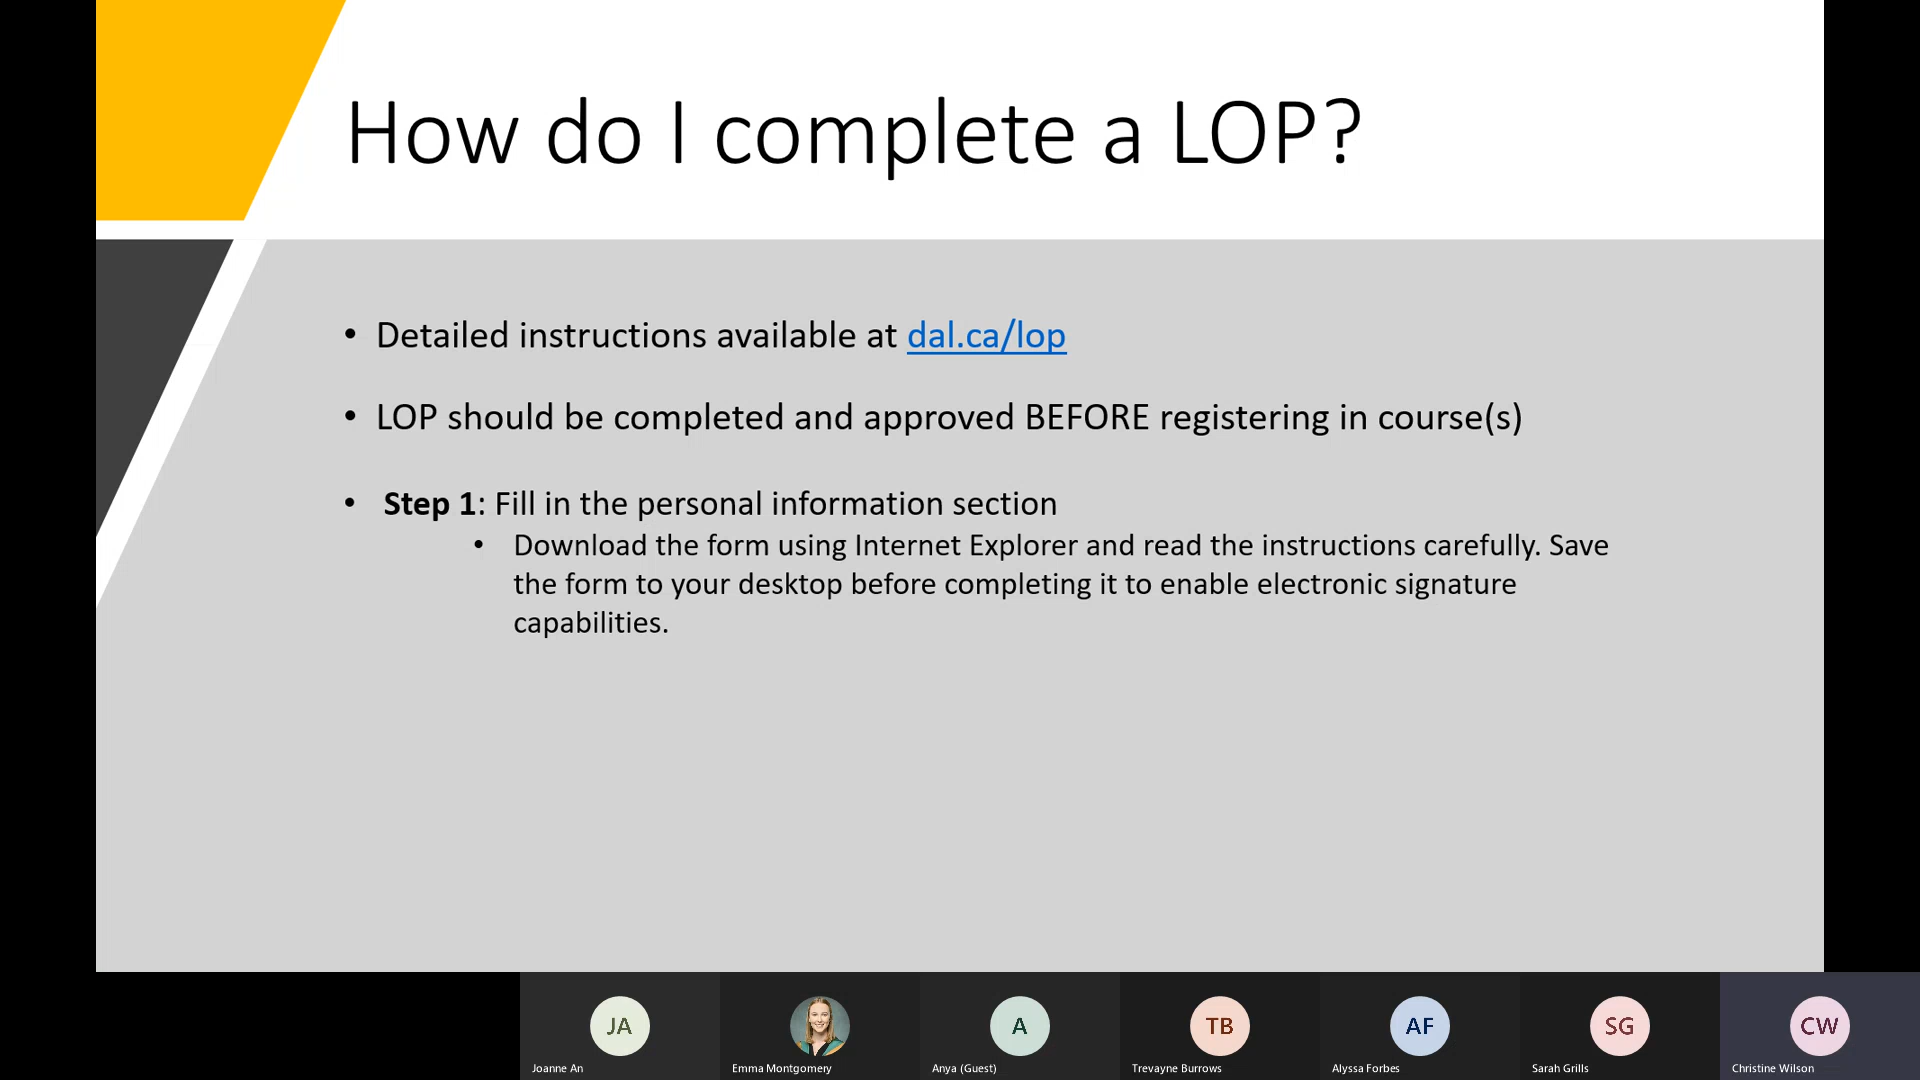 How do I complete a LOP?
• Detailed instructions available at dal.ca/lop
• LOP should be completed and approved BEFORE registering in course(s)
• Step 1: Fill in the personal information section
• Download the form using Internet Explorer and read the instructions carefully. Save
the form to your desktop before completing it to enable electronic signature
capabilities.
JA
A
TB
AF
SG
CW
Joanne An
Emma Montgomery
Anya (Guest)
Trevayne Burrows
Alyssa Forbes
Sarah Grills
Christine Wilson